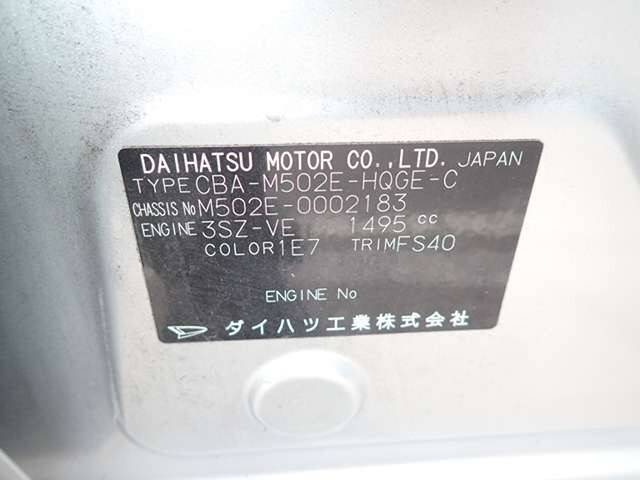 DAIHATSU MOTOR CO.,LTD. JAPAN
TYPE CBA-M502E-HQGE-C
CHASSIS No M502E-0002183
ENGINE 3SZ-VE 1495 cc
COLOR 1E7 TRIM FS40
ENGINE No
ダイハツ工業株式会社